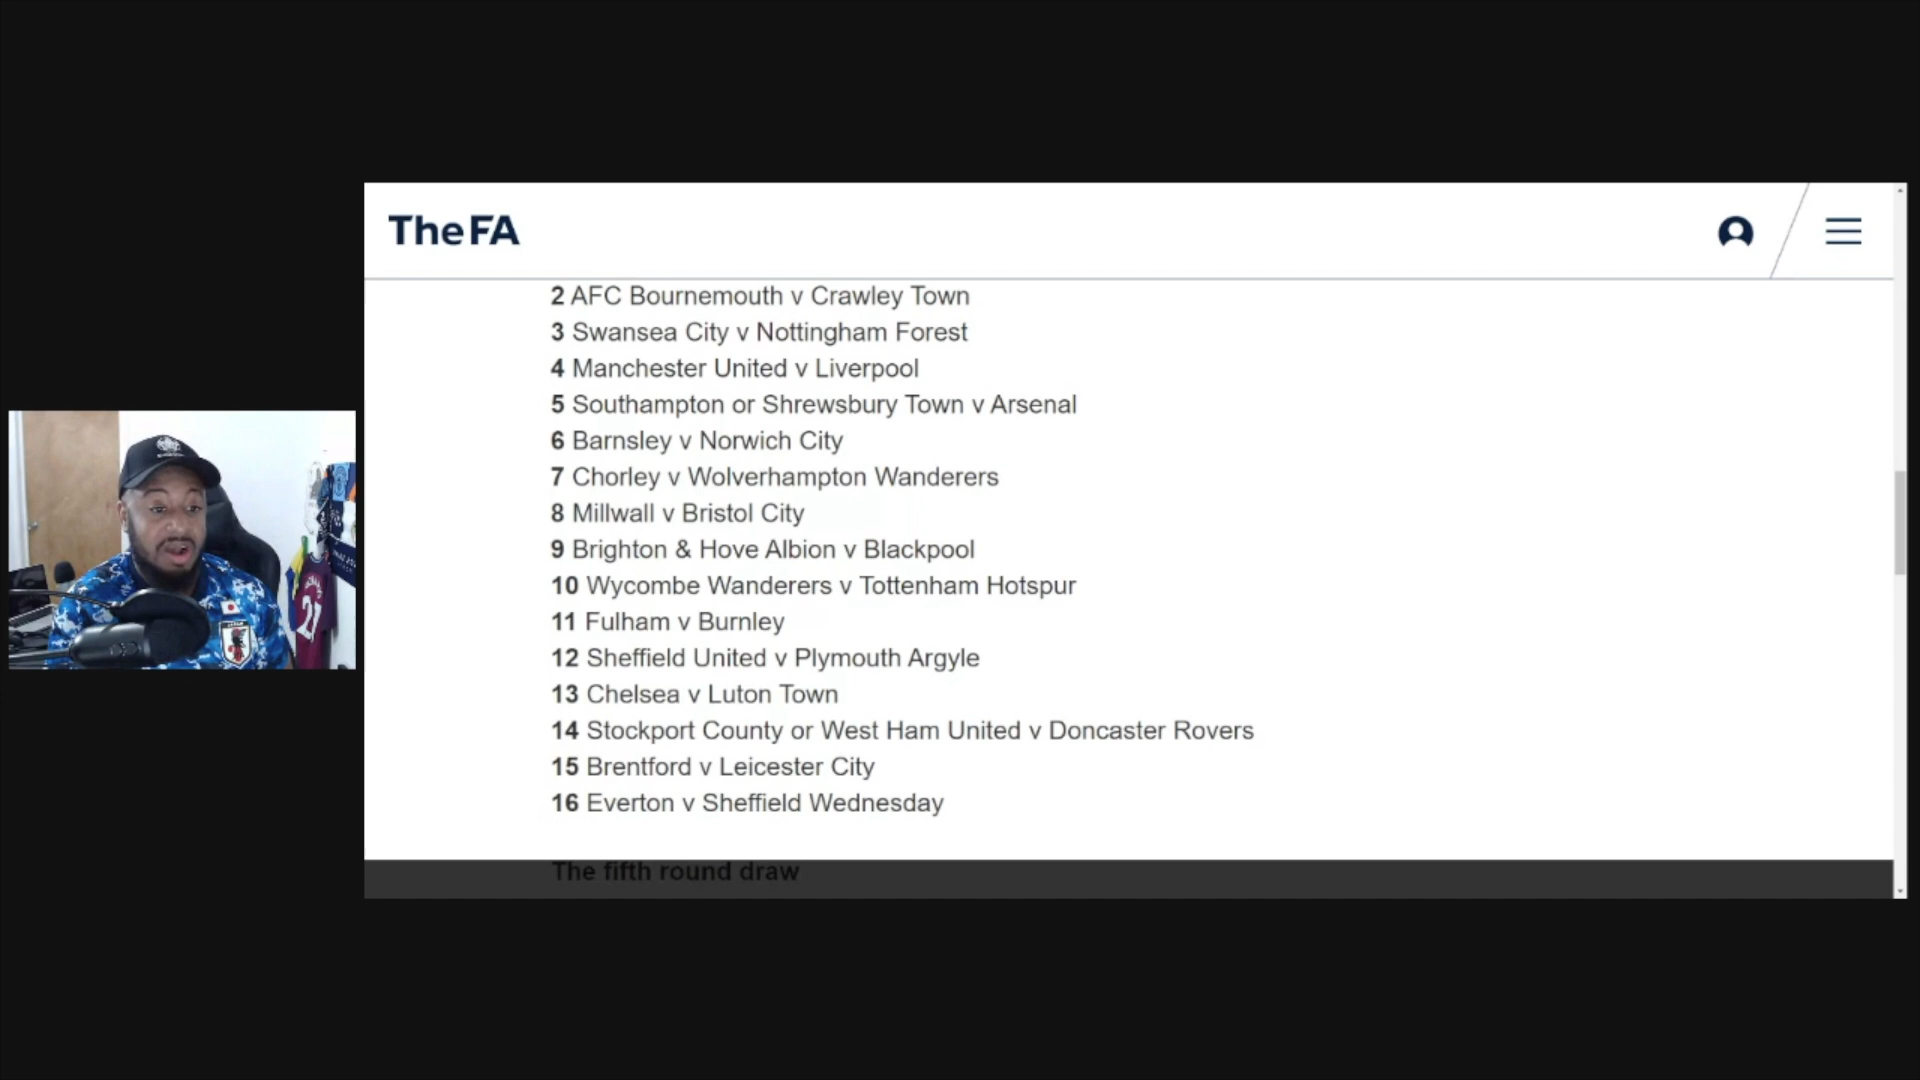 The FA
2 AFC Bournemouth v Crawley Town
3 Swansea City v Nottingham Forest
4 Manchester United v Liverpool
5 Southampton or Shrewsbury Town v Arsenal
6 Barnsley v Norwich City
7 Chorley v Wolverhampton Wanderers
8 Millwall v Bristol City
9 Brighton & Hove Albion v Blackpool
10 Wycombe Wanderers v Tottenham Hotspur
11 Fulham v Burnley
12 Sheffield United v Plymouth Argyle
13 Chelsea v Luton Town
14 Stockport County or West Ham United v Doncaster Rovers
15 Brentford v Leicester City
16 Everton v Sheffield Wednesday
The fifth round draw
21
JAPAN